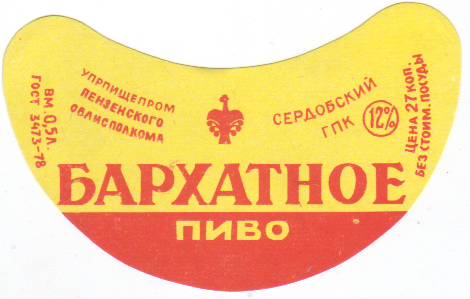 ГОСТ 3473-78
ВМ 0,5Л.
УПРПИЩЕПРОМ
ПЕНЗЕНСКОГО
ОБЛИСПОЛКОМА
СЕРДОБСКИЙ
ГПК
12%
ЦЕНА 27 КОП.
БЕЗ СТОИМ. ПОСУДЫ
БАРХАТНОЕ
ПИВО